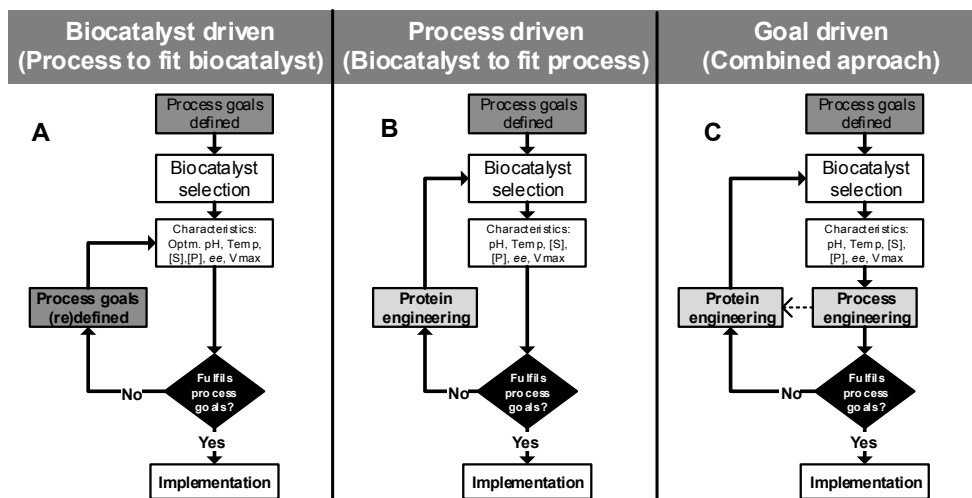 Biocatalyst driven
(Process to fit biocatalyst)
A
Process goals
defined
Biocatalyst
selection
Characteristics:
Optm. pH, Temp,
[S],[P], ee, Vmax
Process goals
(re)defined
No
Fulfils
process
goals?
Yes
Implementation
Process driven
(Biocatalyst to fit process)
B
Process goals
defined
Biocatalyst
selection
Characteristics:
pH, Temp, [S],
[P], ee, Vmax
Protein
engineering
No
Fulfils
process
goals?
Yes
Implementation
Goal driven
(Combined aproach)
C
Process goals
defined
Biocatalyst
selection
Characteristics:
pH, Temp, [S],
[P], ee, Vmax
Protein
engineering
Process
engineering
No
Fulfils
process
goals?
Yes
Implementation